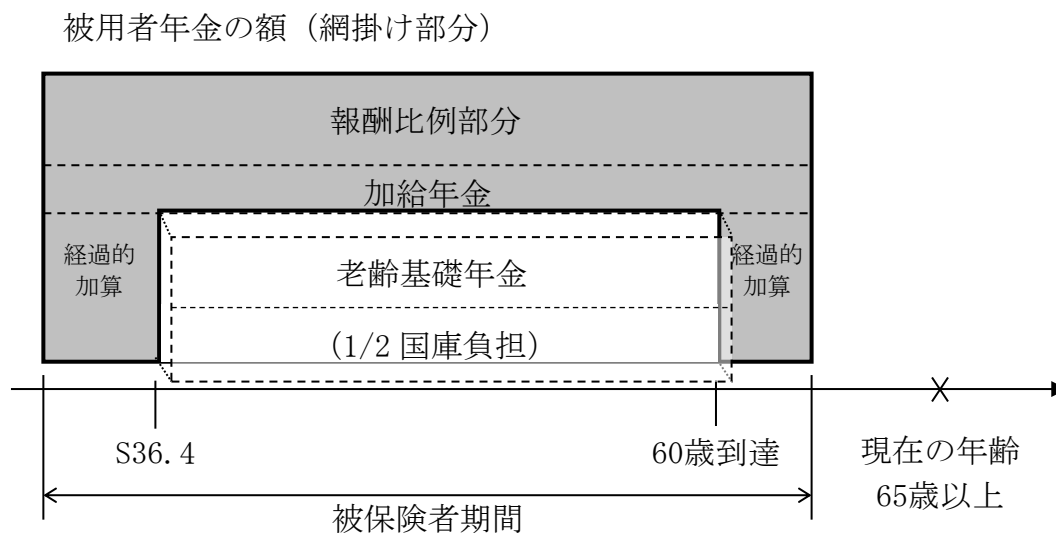 被用者年金の額（網掛け部分）
報酬比例部分
加給年金
経過的
加算
老齢基礎年金
(1/2 国庫負担)
経過的
加算
S36.4
60歳到達
現在の年齢
65歳以上
被保険者期間